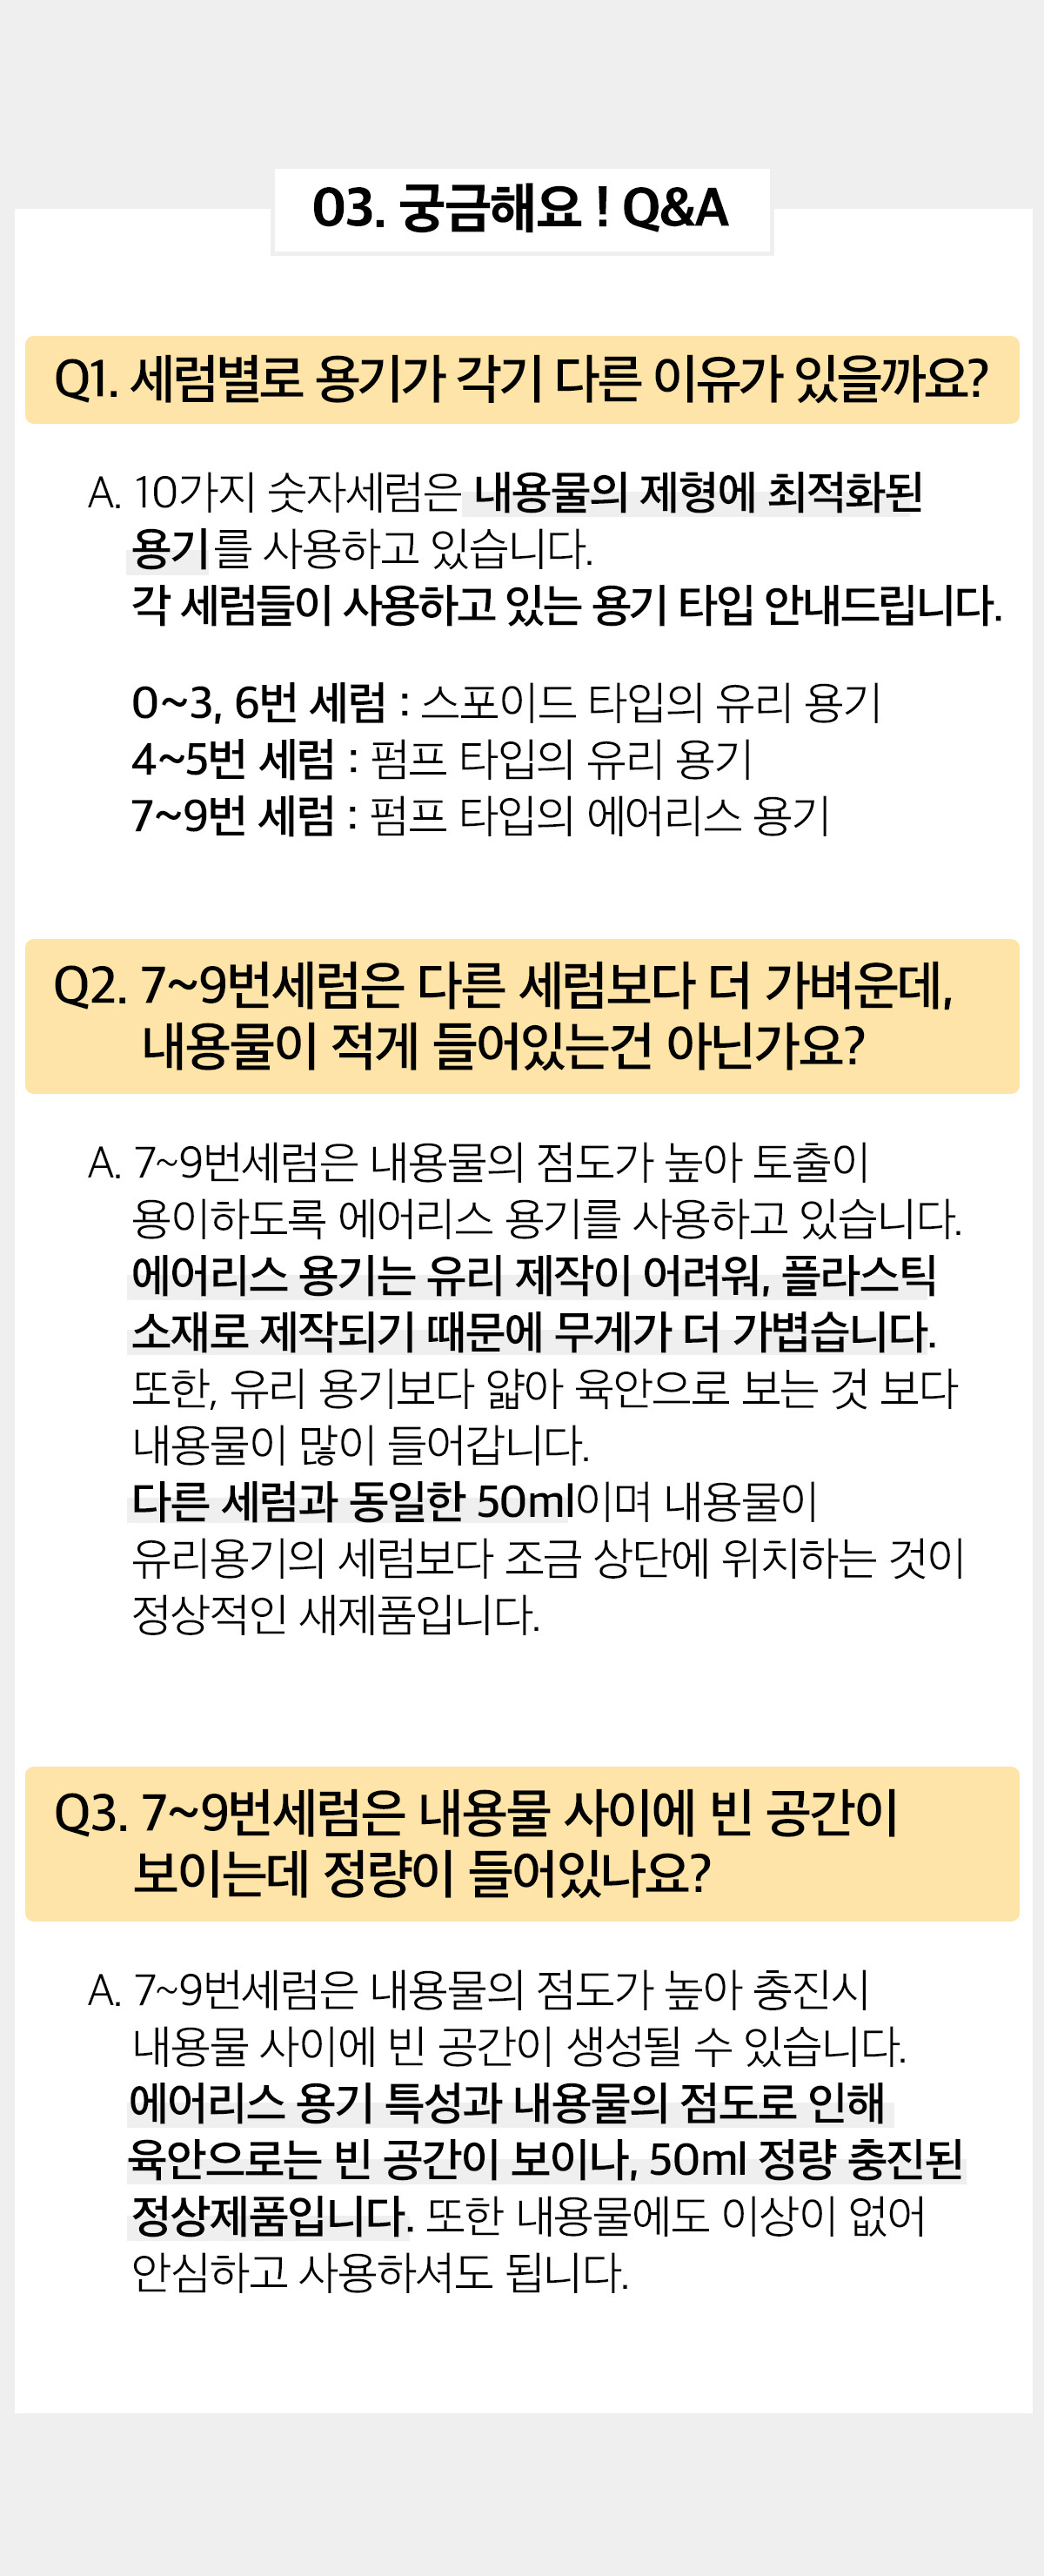 03. 궁금해요 ! Q&A
Q1. 세럼별로 용기가 각기 다른 이유가 있을까요?
A. 10가지 숫자세럼은 내용물의 제형에 최적화된
용기를 사용하고 있습니다.
각 세럼들이 사용하고 있는 용기 타입 안내드립니다.
0~3, 6번 세럼 : 스포이드 타입의 유리 용기
4~5번 세럼 : 펌프 타입의 유리 용기
7~9번 세럼 : 펌프 타입의 에어리스 용기
Q2. 7~9번세럼은 다른 세럼보다 더 가벼운데,
내용물이 적게 들어있는건 아닌가요?
A. 7~9번세럼은 내용물의 점도가 높아 토출이
용이하도록 에어리스 용기를 사용하고 있습니다.
에어리스 용기는 유리 제작이 어려워, 플라스틱
소재로 제작되기 때문에 무게가 더 가볍습니다.
또한, 유리 용기보다 얇아 육안으로 보는 것 보다
내용물이 많이 들어갑니다.
다른 세럼과 동일한 50ml이며 내용물이
유리용기의 세럼보다 조금 상단에 위치하는 것이
정상적인 새제품입니다.
Q3. 7~9번세럼은 내용물 사이에 빈 공간이
보이는데 정량이 들어있나요?
A. 7~9번세럼은 내용물의 점도가 높아 충진시
내용물 사이에 빈 공간이 생성될 수 있습니다.
에어리스 용기 특성과 내용물의 점도로 인해
육안으로는 빈 공간이 보이나, 50ml 정량 충진된
정상제품입니다. 또한 내용물에도 이상이 없어
안심하고 사용하셔도 됩니다.